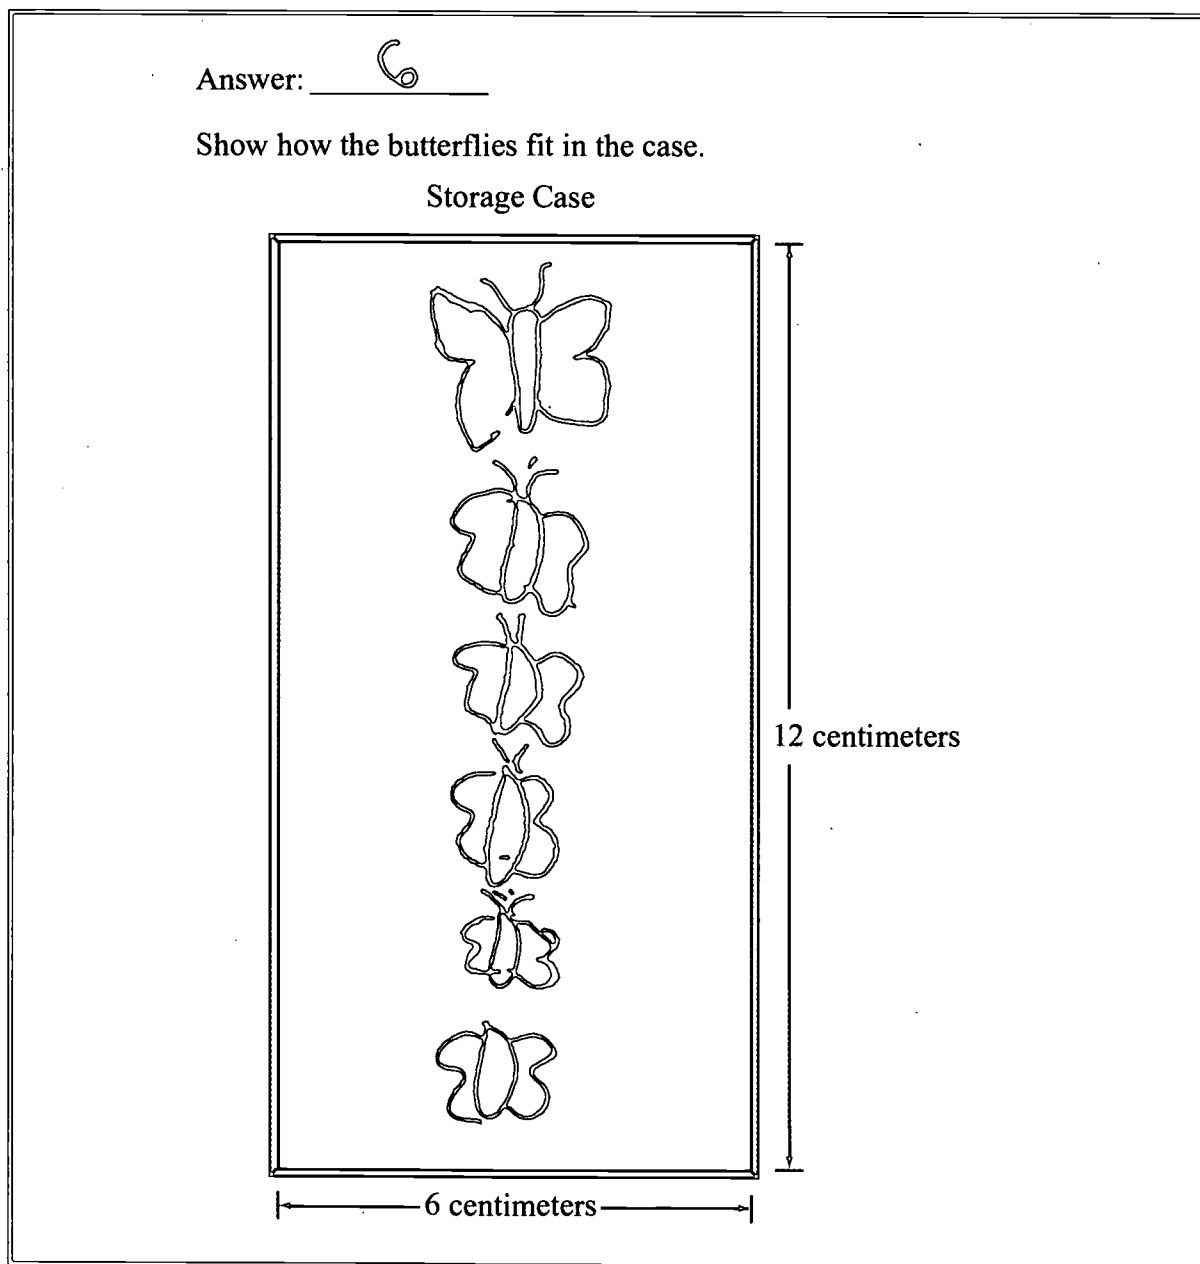 Answer: 6
Show how the butterflies fit in the case.
Storage Case
12 centimeters
6 centimeters